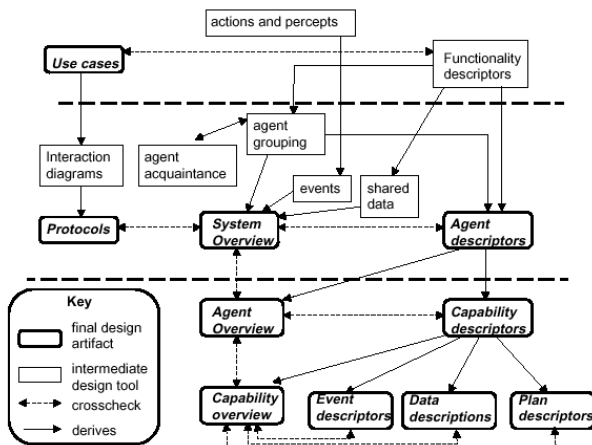 actions and percepts
Use cases
Functionality
descriptors
agent
grouping
Interaction
diagrams
agent
acquaintance
events
shared
data
Protocols
System
Overview
Agent
descriptors
Key
final design
artifact
intermediate
design tool
crosscheck
derives
Agent
Overview
Capability
descriptors
Capability
overview
Event
descriptors
Data
descriptions
Plan
descriptors